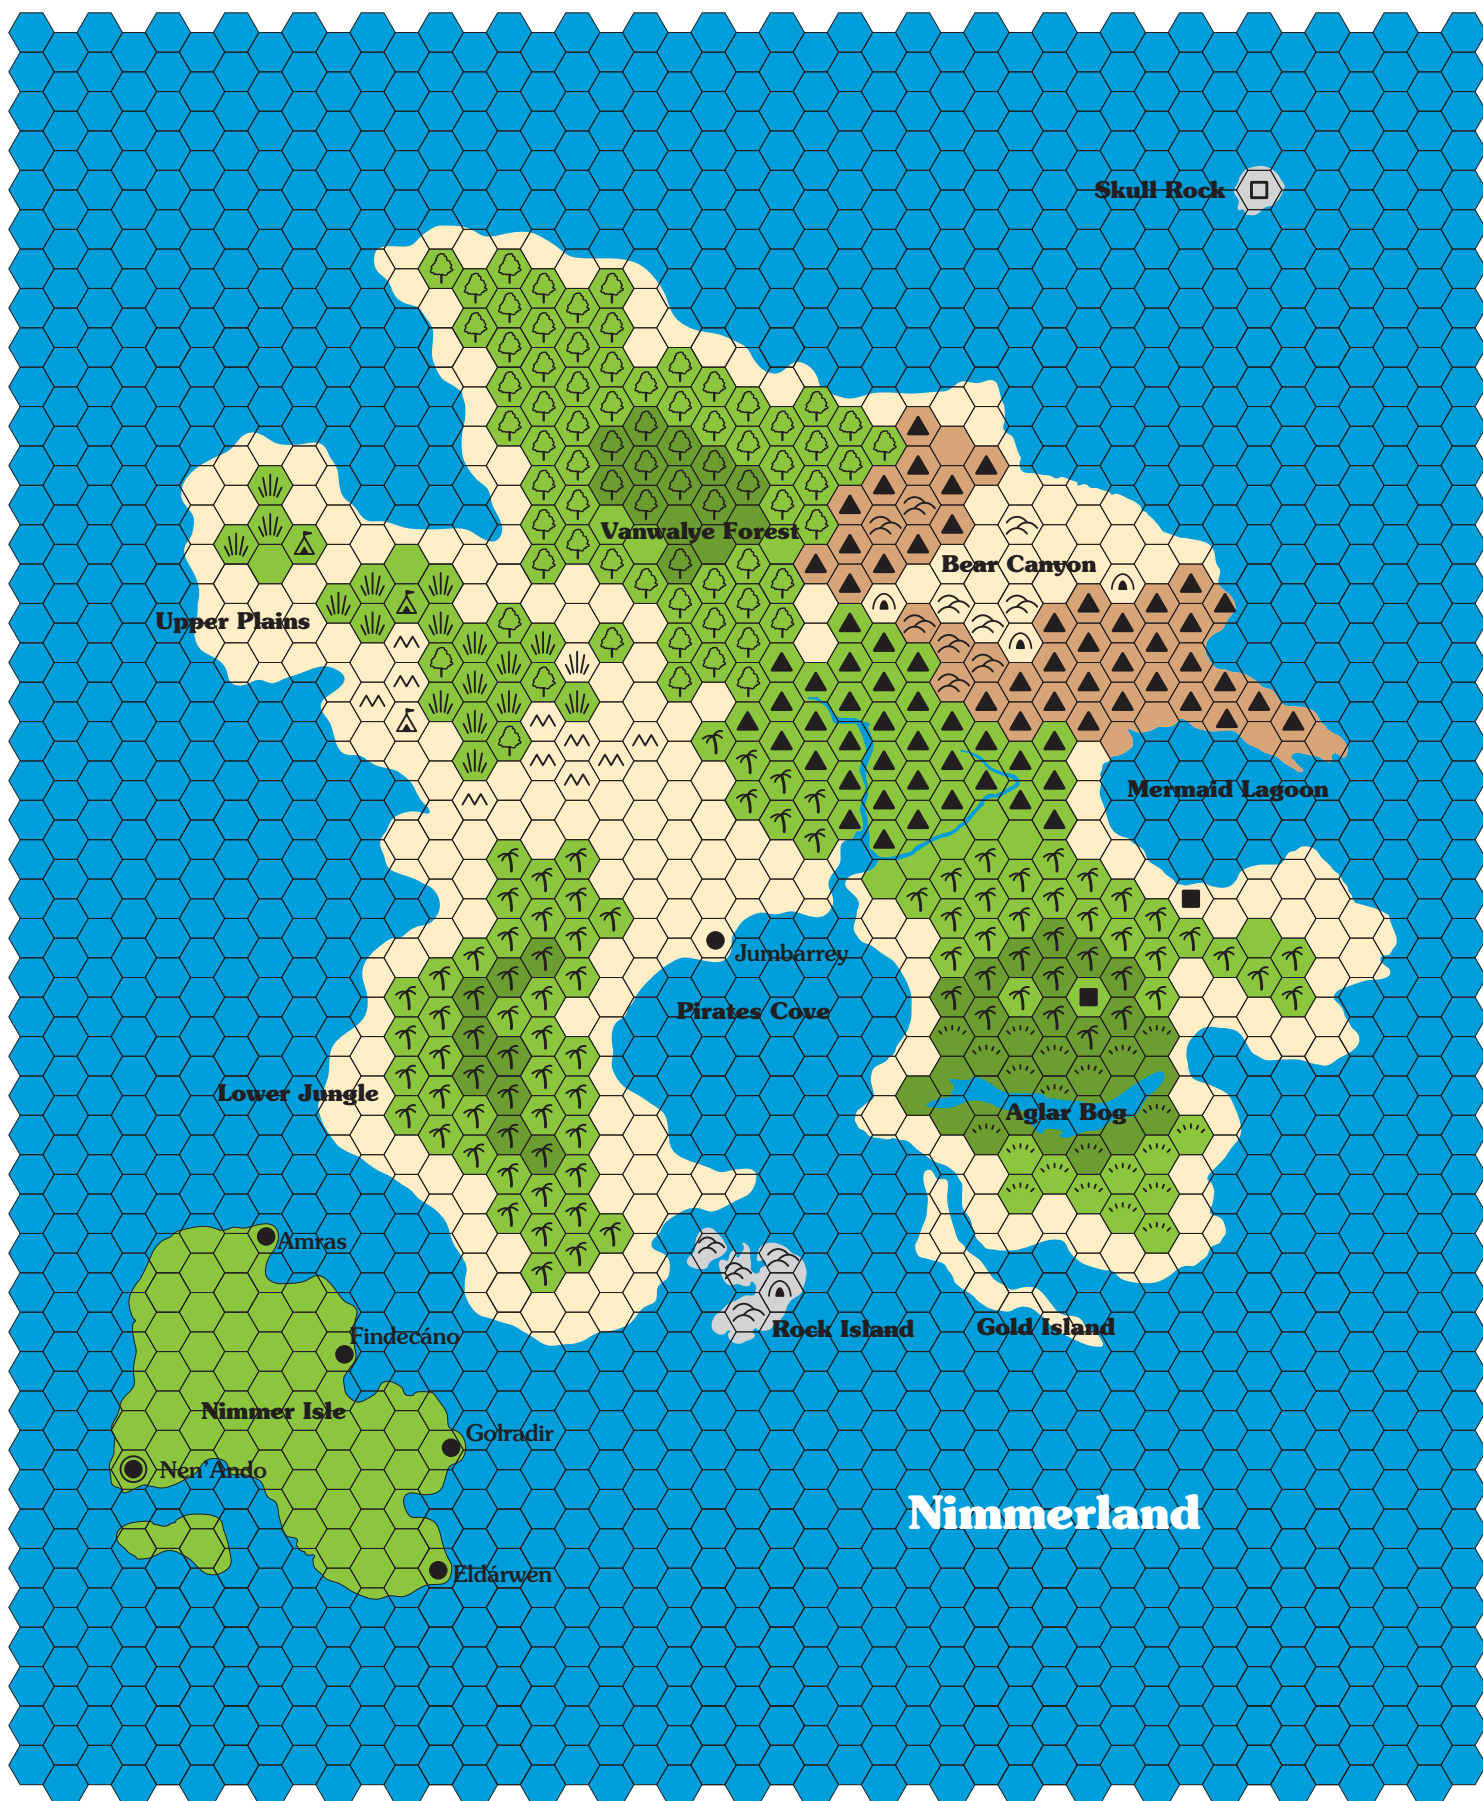 Skull Rock
Vanwalye Forest
Bear Canyon
Upper Plains
Mermaid Lagoon
Jumbarrey
Pirates Cove
Lower Jungle
Aglar Bog
Amras
Rock Island
Gold Island
Findecáno
Nimmer Isle
Golradir
Nen'Ando
Nimmerland
Eldárwen